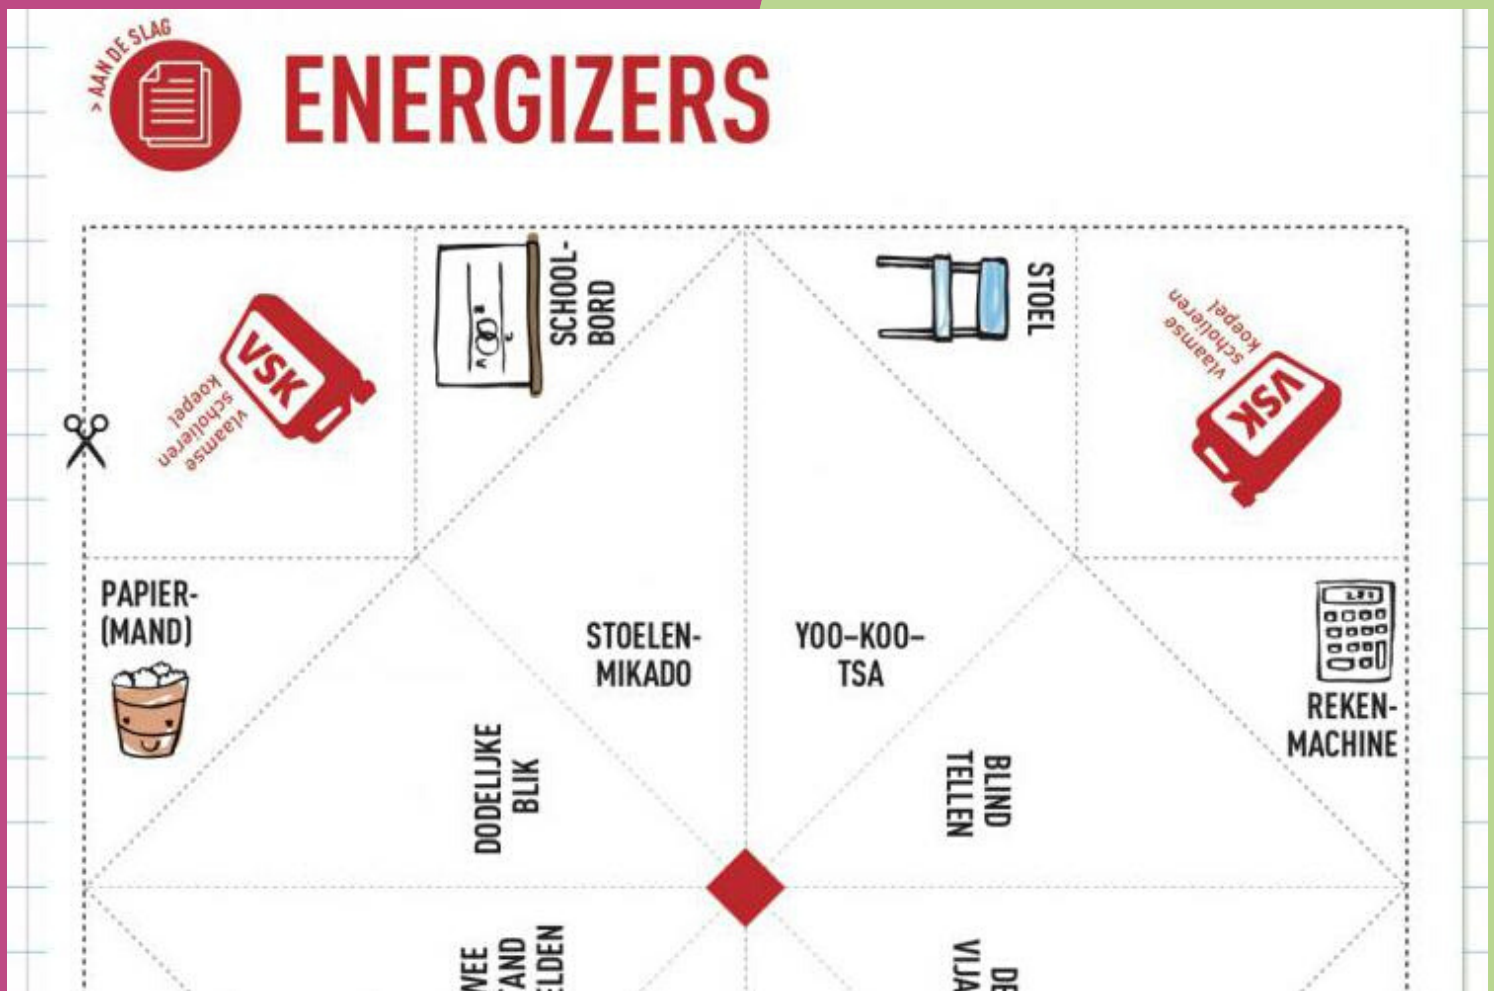 > AAN DE SLAG
ENERGIZERS
VSK
vlaamse
scholieren
koepel
SCHOOL-
BORD
STOEL
vlaamse
scholieren
koepel
VSK
PAPIER-
(MAND)
STOELEN-
MIKADO
YOO-KOO-
TSA
REKEN-
MACHINE
DODELIJKE
BLIK
BLIND
TELLEN